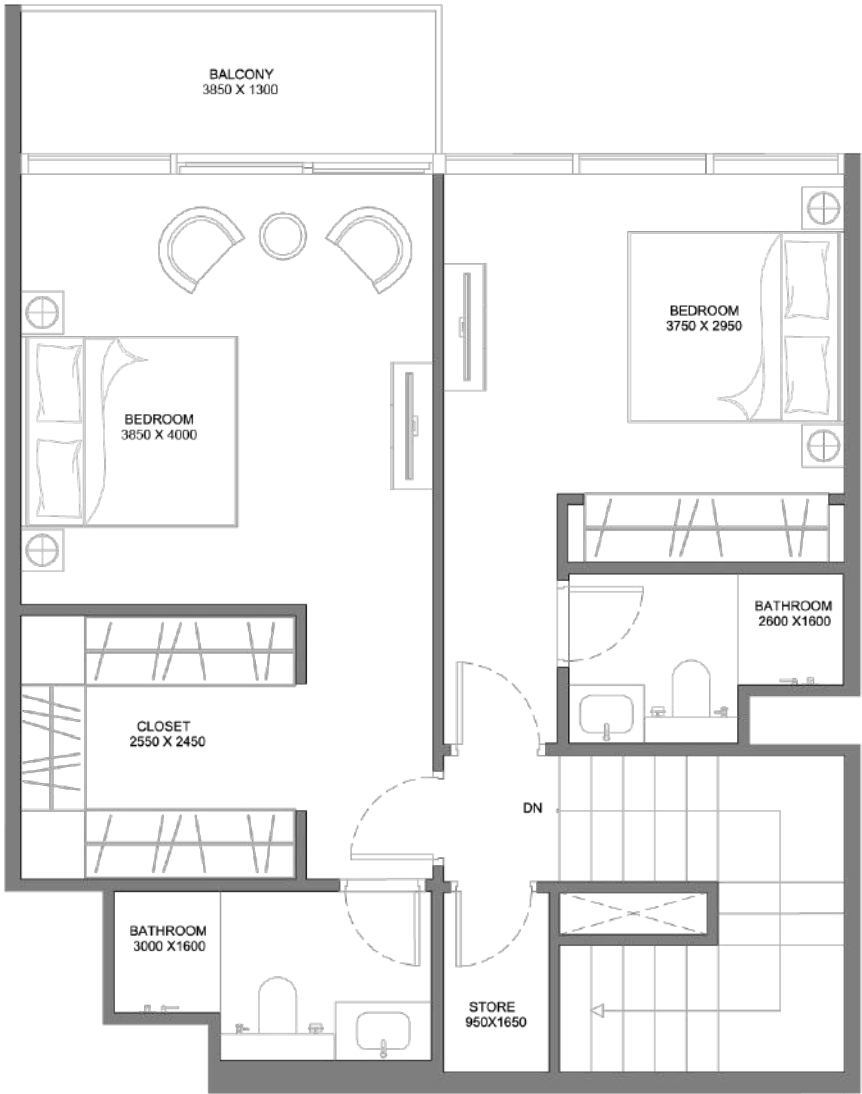 BALCONY
3850 X 1300
BEDROOM
3750 X 2950
BEDROOM
3850 X 4000
BATHROOM
2600 X1600
CLOSET
2550 X 2450
DN
BATHROOM
3000 X1600
STORE
950X1650